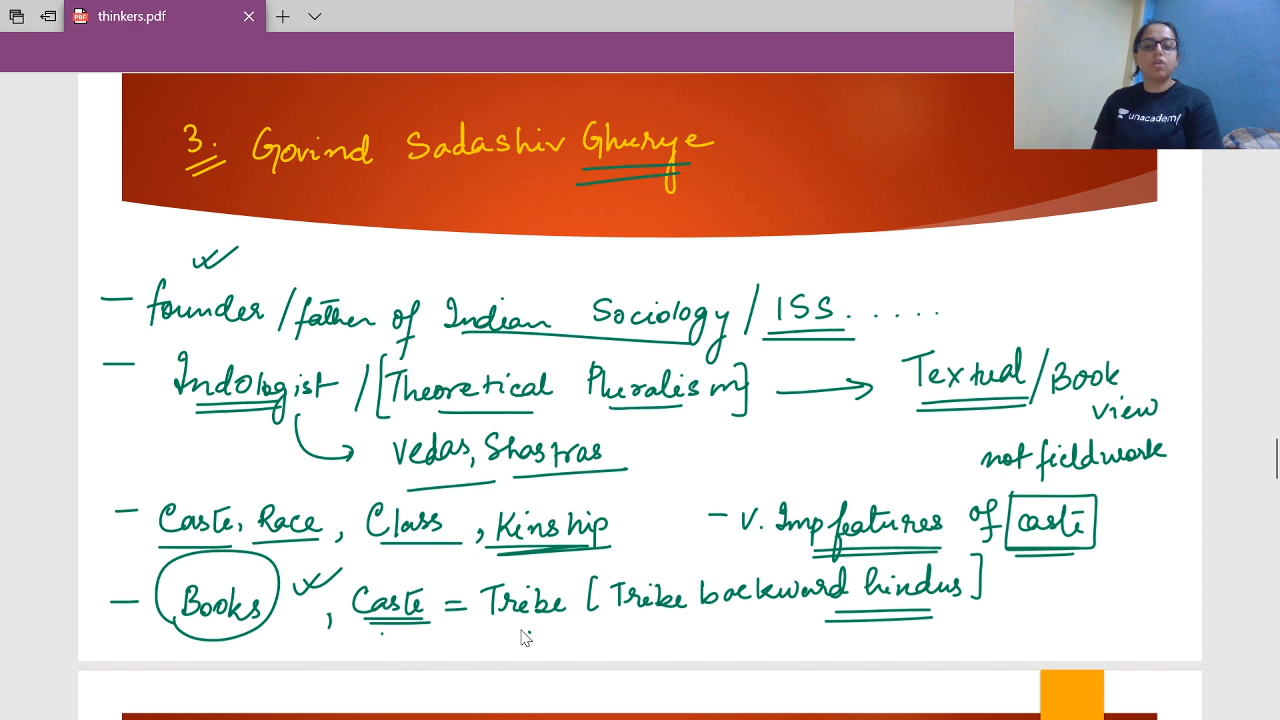 thinkers.pdf
unacademy
3. Govind Sadashiv Ghurye
- founder/father of Indian Sociology/ISS.....
- Indologist /[Theoretical Pluralism] → Textual/Book view
not fieldwork
→ Vedas, Shastras
- Caste, Race, Class, Kinship
- V. Imp features of caste
- Books, Caste = Tribe [Tribe backward hindus]